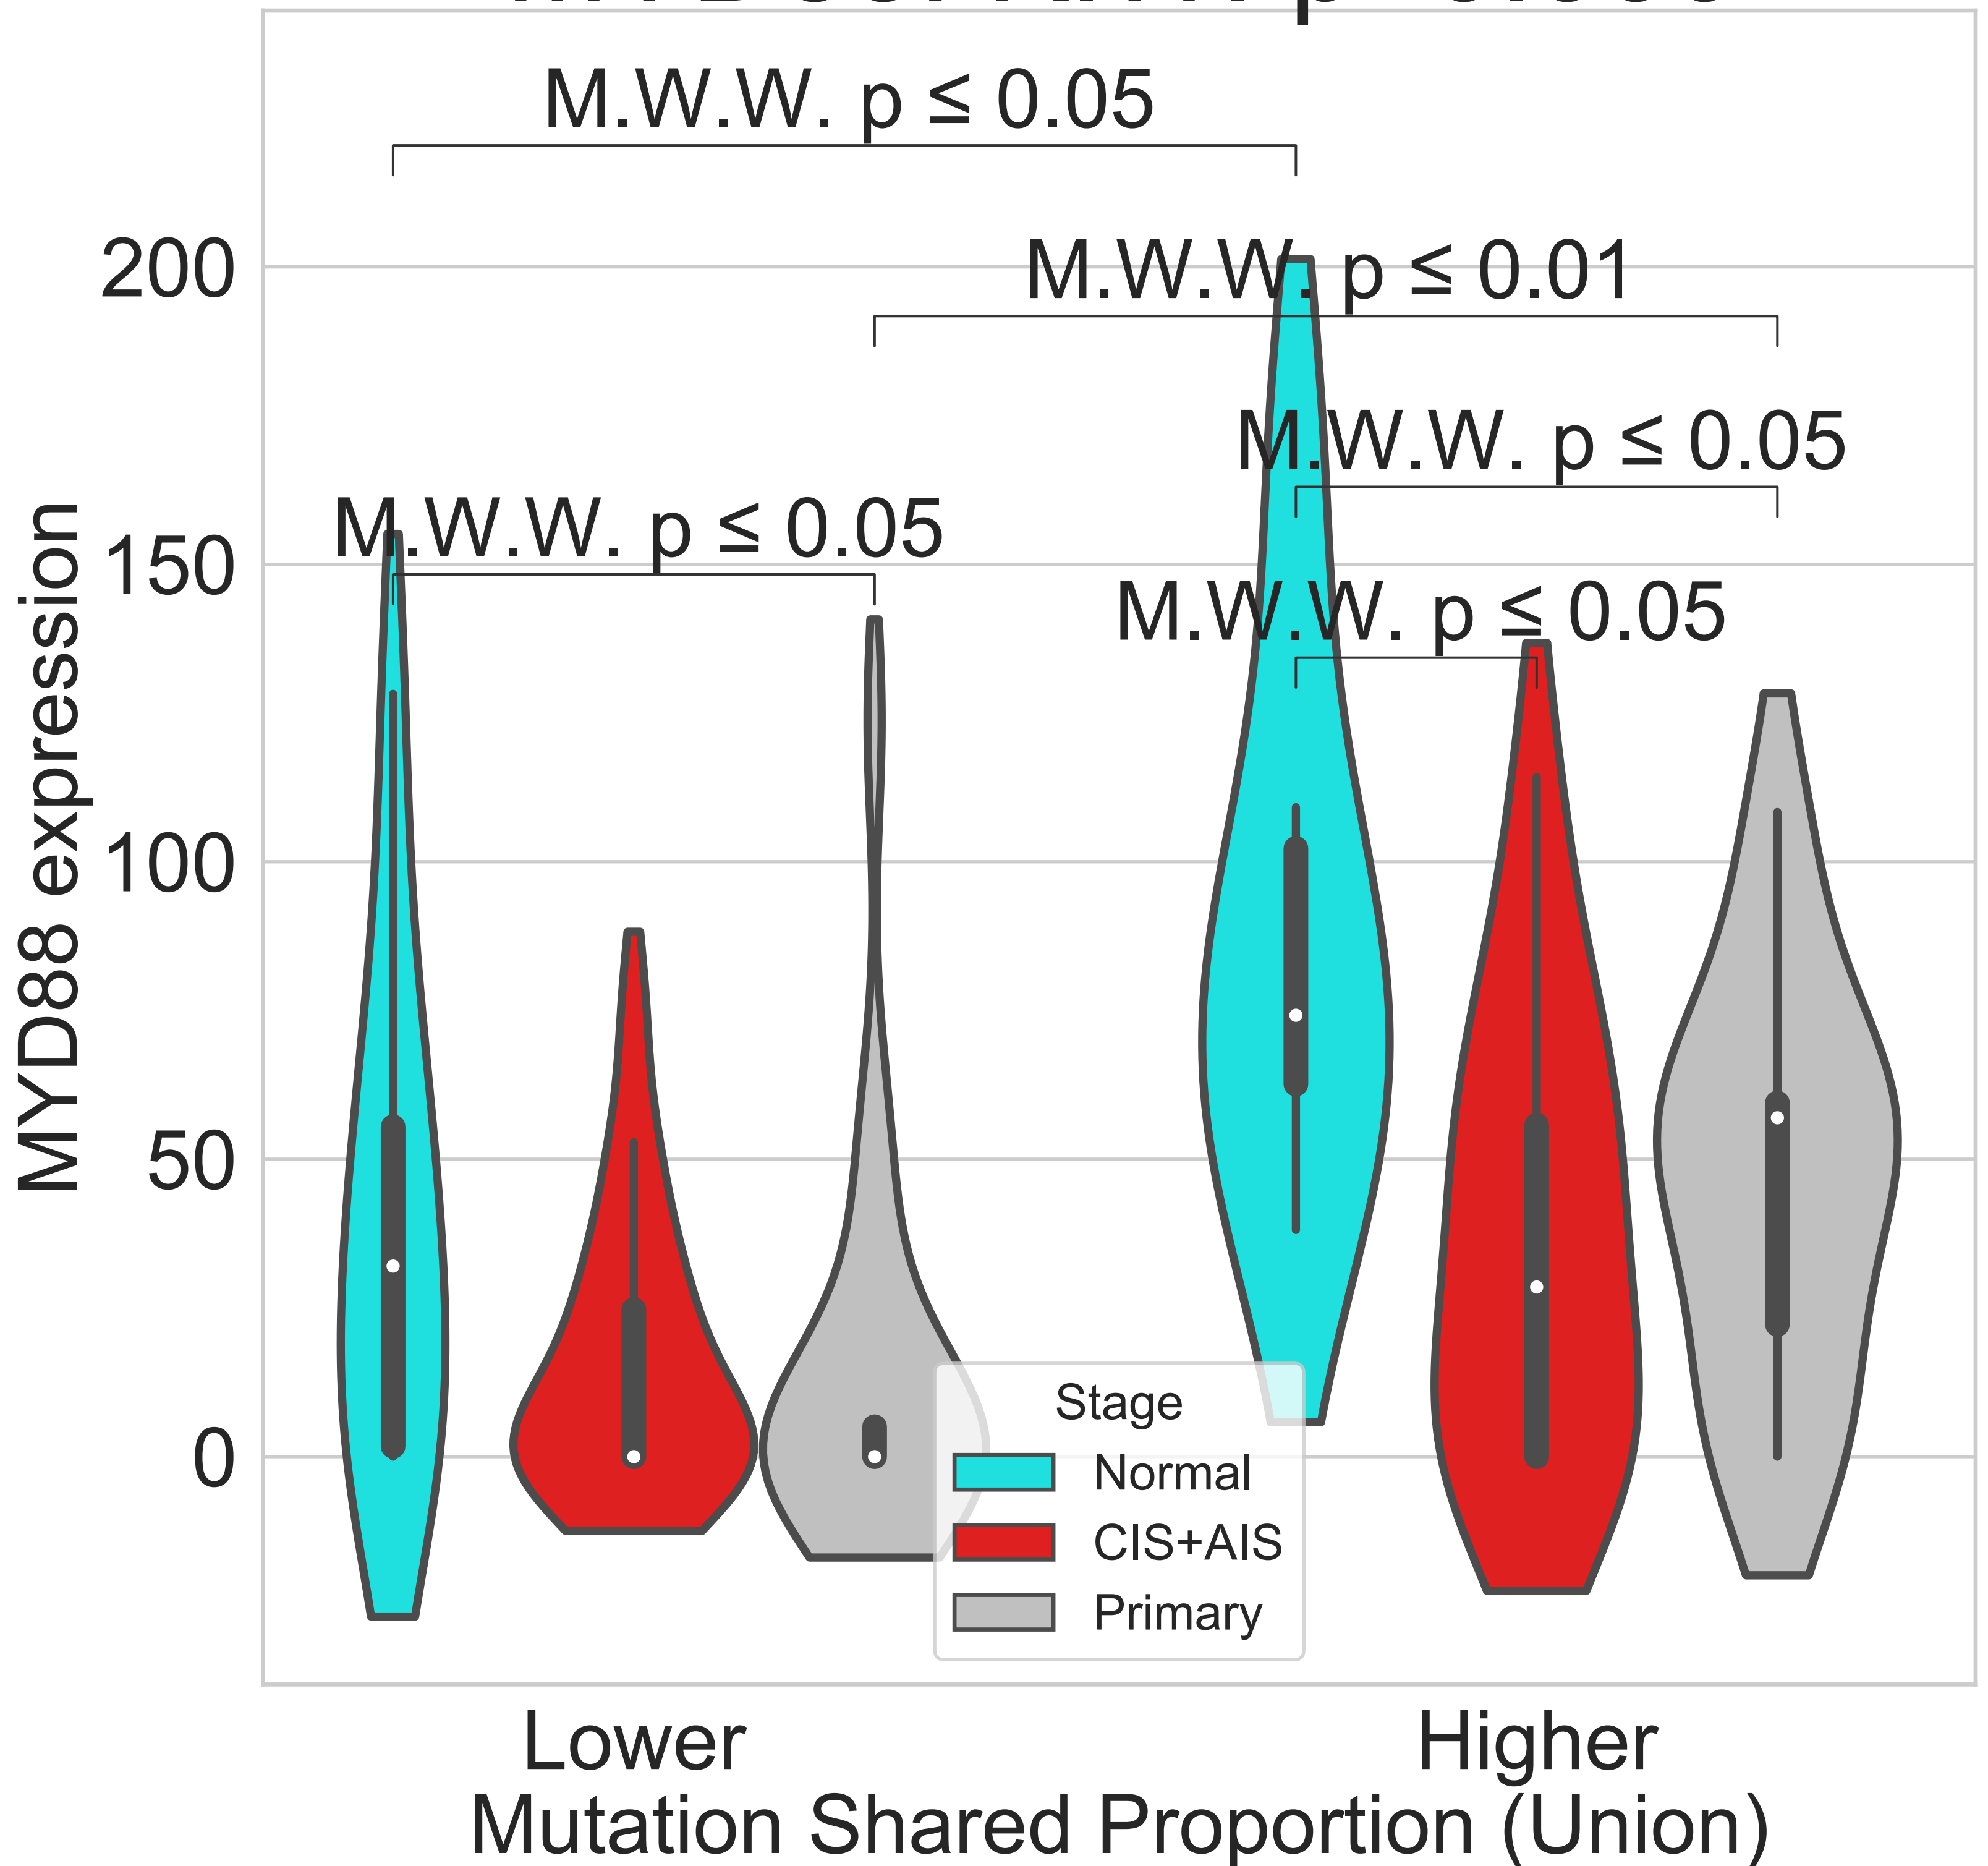 M.W.W. p ≤ 0.05
200
M.W.W. p ≤ 0.01
M.W.W. p ≤ 0.05
M.W.W. p ≤ 0.05
150
M.W.W. p ≤ 0.05
MYD88 expression
100
50
0
Stage
Normal
CIS+AIS
Primary
Lower
Higher
Mutation Shared Proportion (Union)